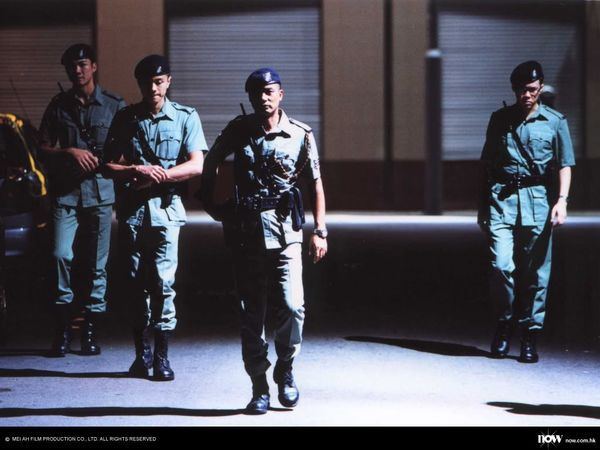 © MEI AH FILM PRODUCTION CO., LTD. ALL RIGHTS RESERVED
now
now.com.hk